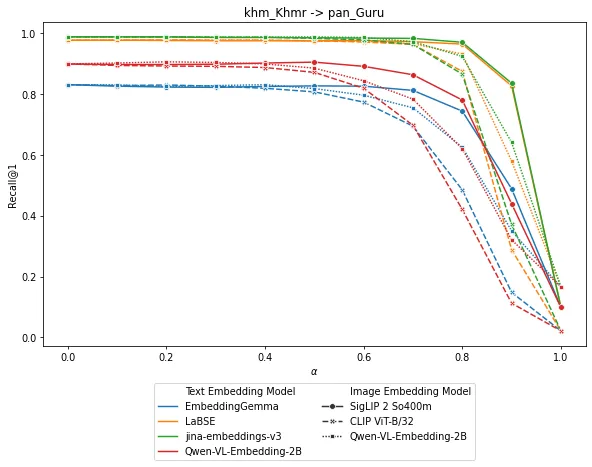 khm_Khmr -> pan_Guru
1.0
0.8
0.6
0.4
0.2
0.0
Recall@1
0.0 0.2 0.4 0.6 0.8 1.0
α
Text Embedding Model
EmbeddingGemma
LaBSE
jina-embeddings-v3
Qwen-VL-Embedding-2B
Image Embedding Model
SigLIP 2 So400m
CLIP ViT-B/32
Qwen-VL-Embedding-2B